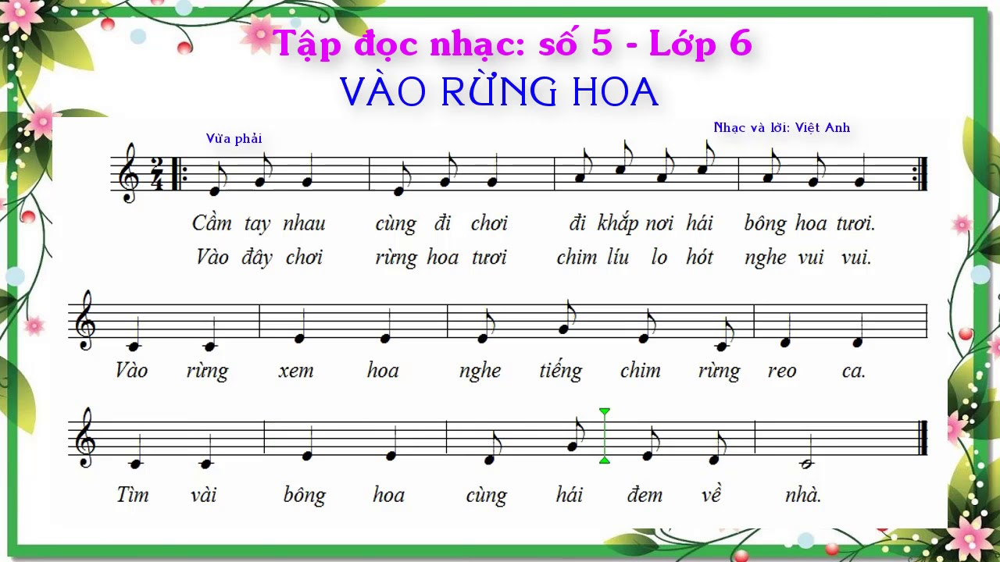 Tập đọc nhạc: số 5 - Lớp 6
VÀO RỪNG HOA
Nhạc và lời: Việt Anh
Vừa phải
2
4
Cầm tay nhau cùng đi chơi đi khắp nơi hái bông hoa tươi.
Vào đây chơi rừng hoa tươi chim líu lo hót nghe vui vui.
Vào rừng xem hoa nghe tiếng chim rừng reo ca.
Tìm vài bông hoa cùng hái đem về nhà.